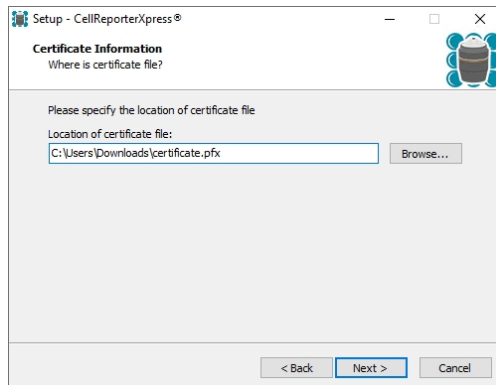 Setup - CellReporterXpress®
Certificate Information
Where is certificate file?
Please specify the location of certificate file
Location of certificate file:
C:\Users\Downloads\certificate.pfx
Browse...
< Back
Next >
Cancel